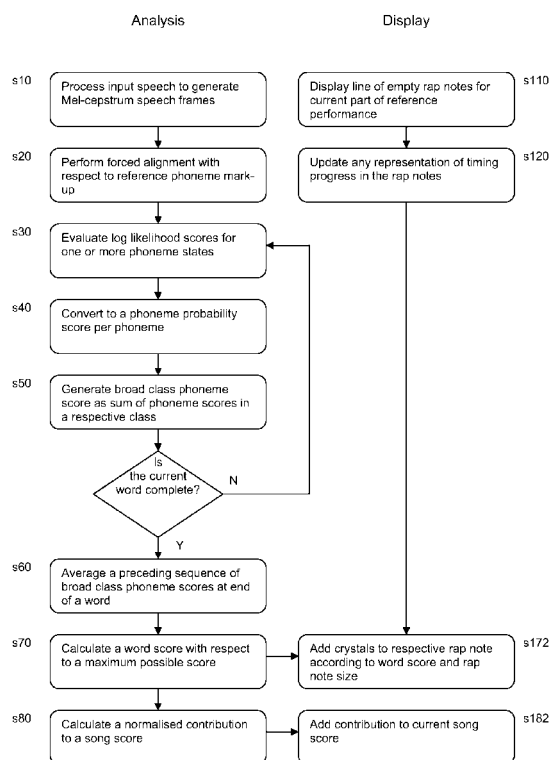 Analysis
Display
s10
Process input speech to generate
Mel-cepstrum speech frames
s20
Perform forced alignment with
respect to reference phoneme mark-
up
s30
Evaluate log likelihood scores for
one or more phoneme states
s40
Convert to a phoneme probability
score per phoneme
s50
Generate broad class phoneme
score as sum of phoneme scores in
a respective class
Is
the current
word complete?
N
Y
s60
Average a preceding sequence of
broad class phoneme scores at end
of a word
s70
Calculate a word score with respect
to a maximum possible score
s80
Calculate a normalised contribution
to a song score
s110
Display line of empty rap notes for
current part of reference
performance
s120
Update any representation of timing
progress in the rap notes
s172
Add crystals to respective rap note
according to word score and rap
note size
s182
Add contribution to current song
score